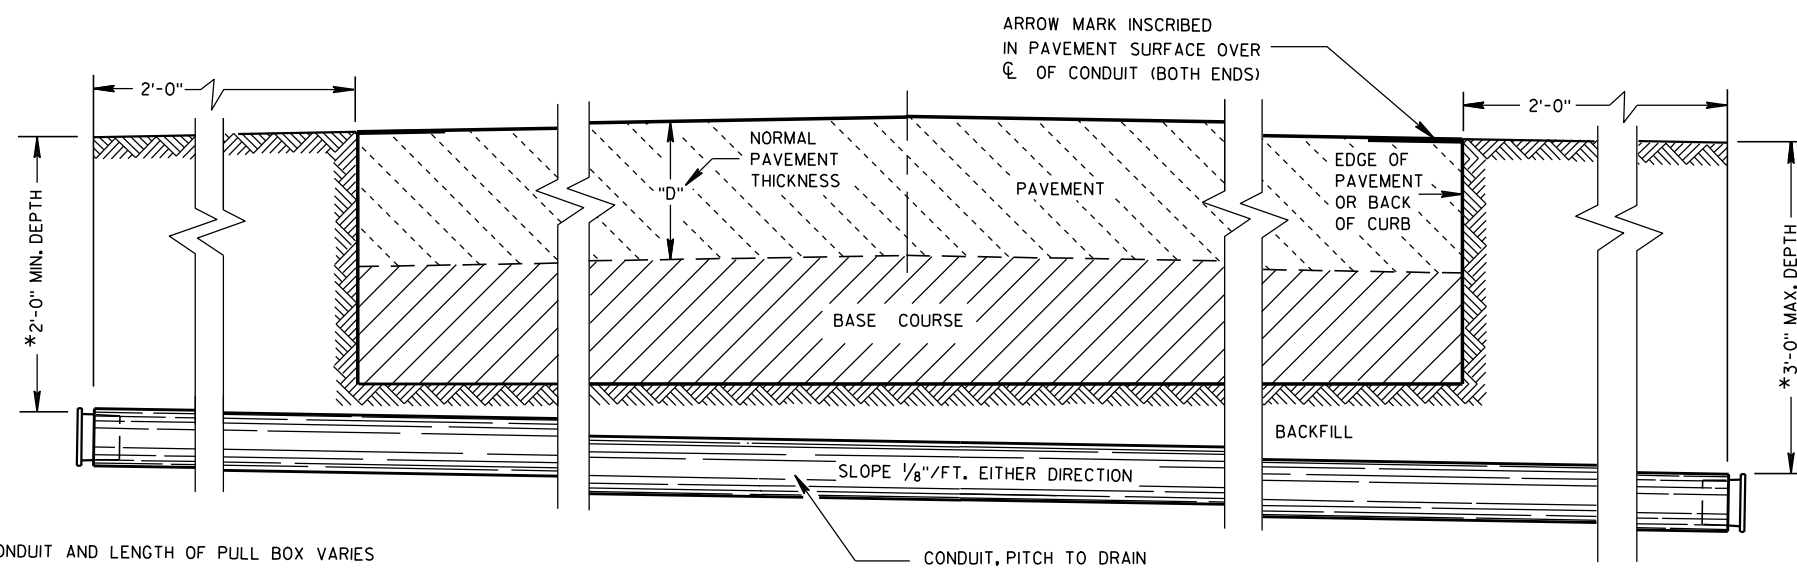 ARROW MARK INSCRIBED
IN PAVEMENT SURFACE OVER
℄ OF CONDUIT (BOTH ENDS)
2'-0"
2'-0"
NORMAL
PAVEMENT
THICKNESS
"D"
PAVEMENT
EDGE OF
PAVEMENT
OR BACK
OF CURB
*2'-0" MIN. DEPTH
*3'-0" MAX. DEPTH
BASE COURSE
BACKFILL
SLOPE 1/8"/FT. EITHER DIRECTION
ONDUIT AND LENGTH OF PULL BOX VARIES
CONDUIT, PITCH TO DRAIN